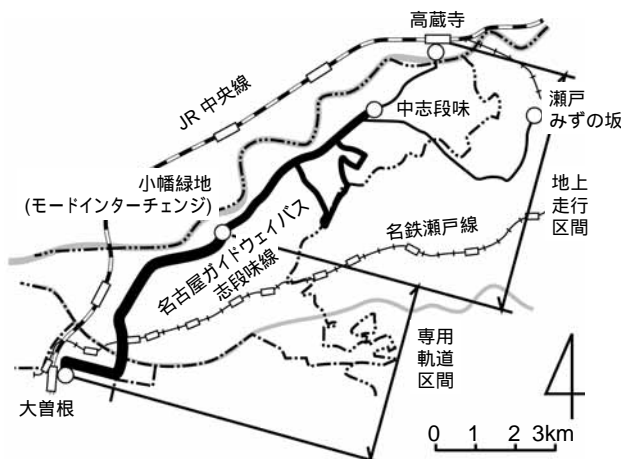 高蔵寺
JR 中央線
中志段味
瀬戸
みずの坂
小幡緑地
(モードインターチェンジ)
地上
走行
区間
名鉄瀬戸線
名古屋ガイドウェイバス
志段味線
専用
軌道
区間
大曽根
0 1 2 3km